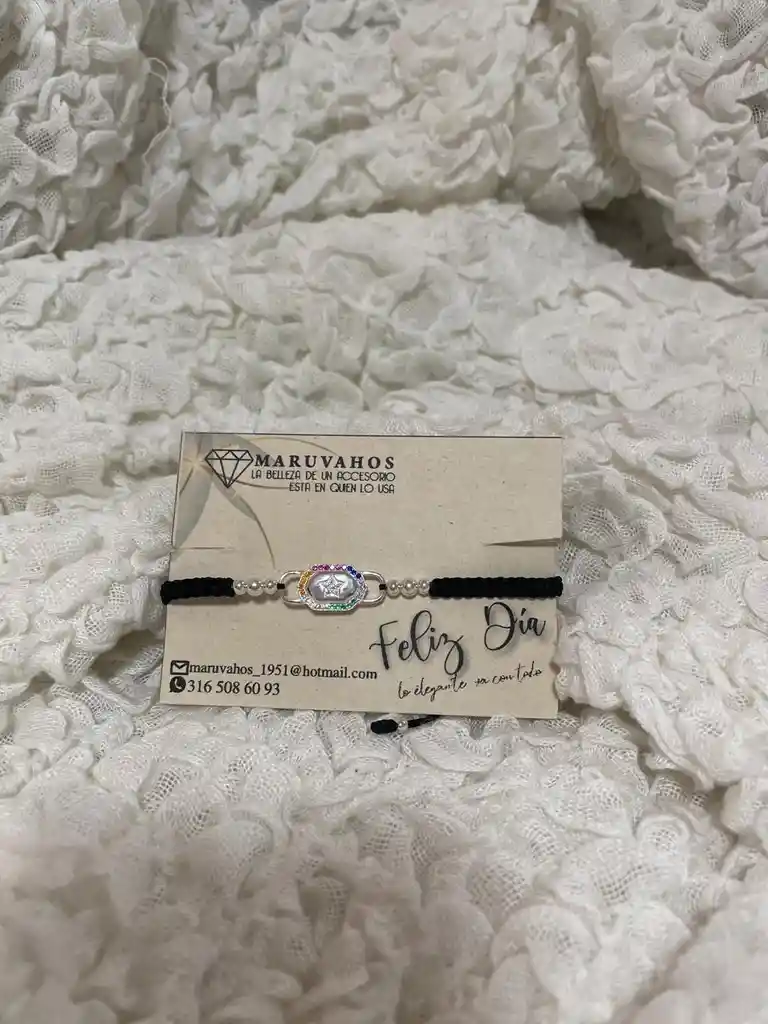 MARUVAHOS
LA BELLEZA DE UN ACCESORIO
ESTA EN QUIEN LO USA
Feliz Día
lo elegante va con todo
maruvahos_1951@hotmail.com
316 508 60 93